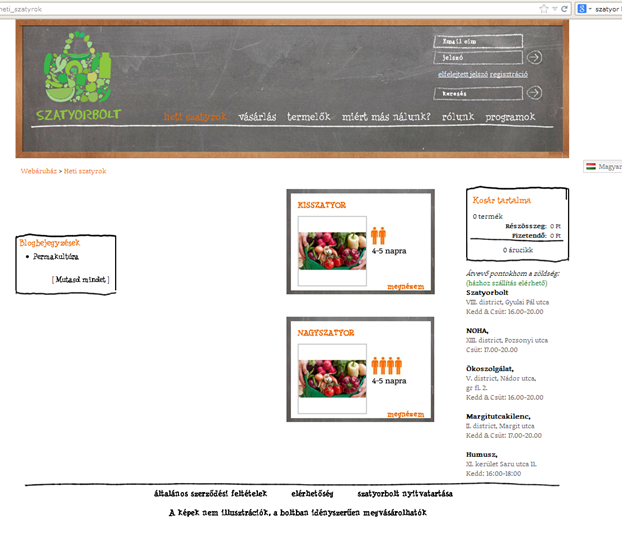 heti_szatyrok
szatyor
Email cím
jelszó
elfelejtett jelszó regisztráció
keresés
SZATYORBOLT
heti szatyrok vásárlás termelők miért más nálunk? rólunk programok
Webáruház > Heti szatyrok
Magyar
Blogbejegyzések
• Permakultúra
[ Mutasd mindet ]
KISSZATYOR
4-5 napra
megnézem
NAGYSZATYOR
4-5 napra
megnézem
Kosár tartalma
0 termék
Részösszeg: 0 Ft
Fizetendő: 0 Ft
0 árucikk
Átvevő pontokham a zöldség:
(házhoz szállítás elérhető)
Szatyorbolt
VIII. district, Gyulai Pál utca
Kedd & Csüt: 16.00-20.00
NOHA,
XIII. district, Pozsonyi utca
Csüt: 17.00-20.00
Ökoszolgálat,
V. district, Nádor utca,
gr fl. 2.
Kedd & Csüt: 16.00-20.00
Margitutcakilenc,
II. district, Margit utca
Kedd & Csüt: 17.00-20.00
Humusz,
XI. kerület Saru utca 11.
Kedd: 16:00-18:00
általános szerződési feltételek elérhetőség szatyorbolt nyitvatartása
A képek nem illusztrációk, a boltban idényszerűen megvásárolhatók